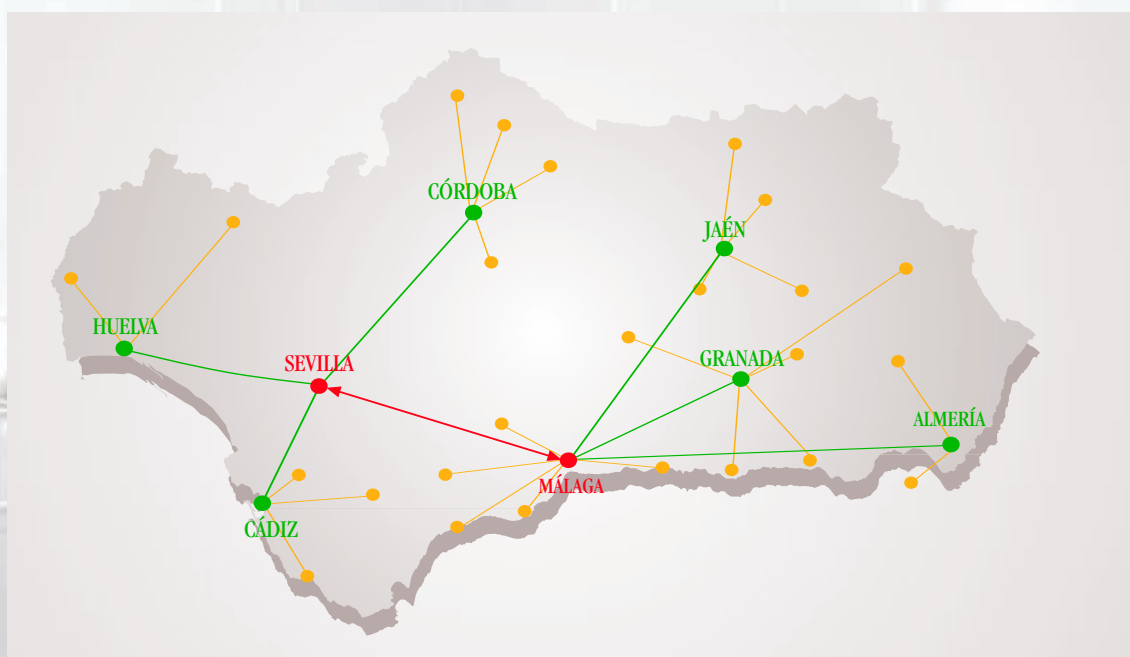 CÓRDOBA
JAÉN
HUELVA
SEVILLA
GRANADA
ALMERÍA
MÁLAGA
CÁDIZ